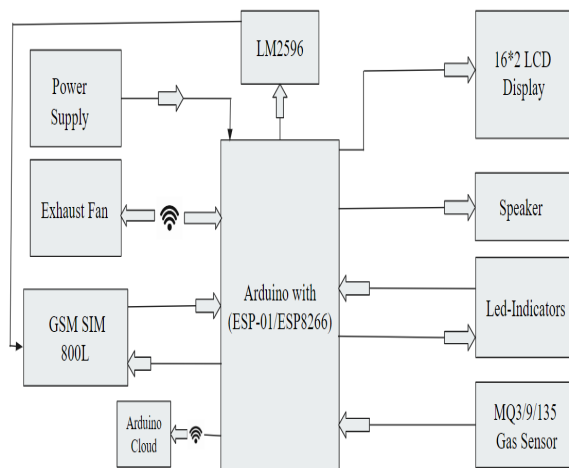 LM2596
16*2 LCD
Display
Power
Supply
Exhaust Fan
Speaker
Arduino with
(ESP-01/ESP8266)
Led-Indicators
GSM SIM
800L
Arduino
Cloud
MQ3/9/135
Gas Sensor